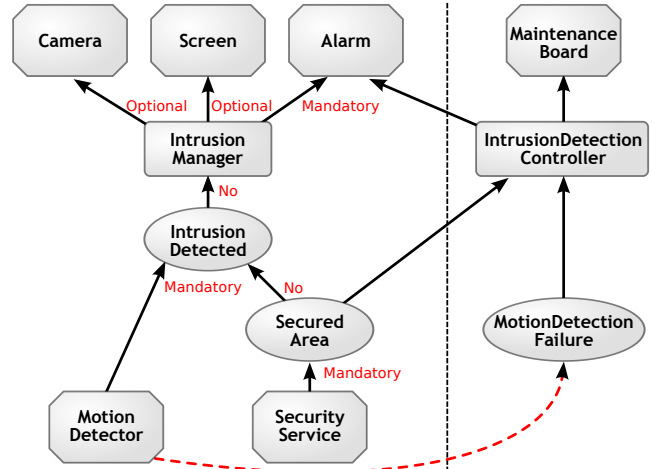 Camera
Screen
Alarm
Maintenance
Board
Optional
Optional
Mandatory
Intrusion
Manager
IntrusionDetection
Controller
No
Intrusion
Detected
Mandatory
No
Secured
Area
MotionDetection
Failure
Mandatory
Motion
Detector
Security
Service